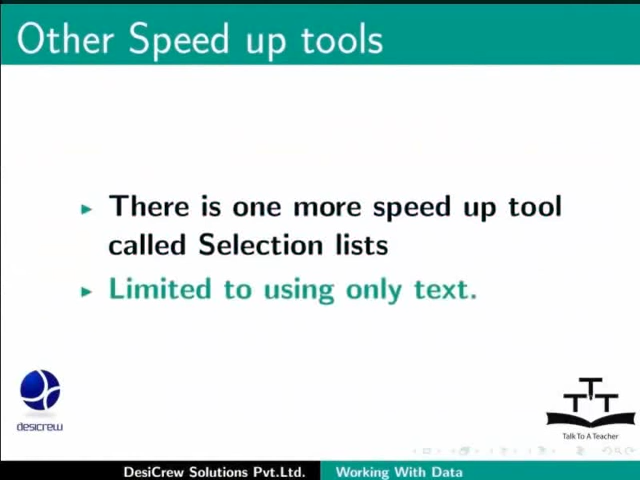 Other Speed up tools
There is one more speed up tool
called Selection lists
Limited to using only text.
desicrew
TTT
Talk To A Teacher
DesiCrew Solutions Pvt.Ltd.
Working With Data